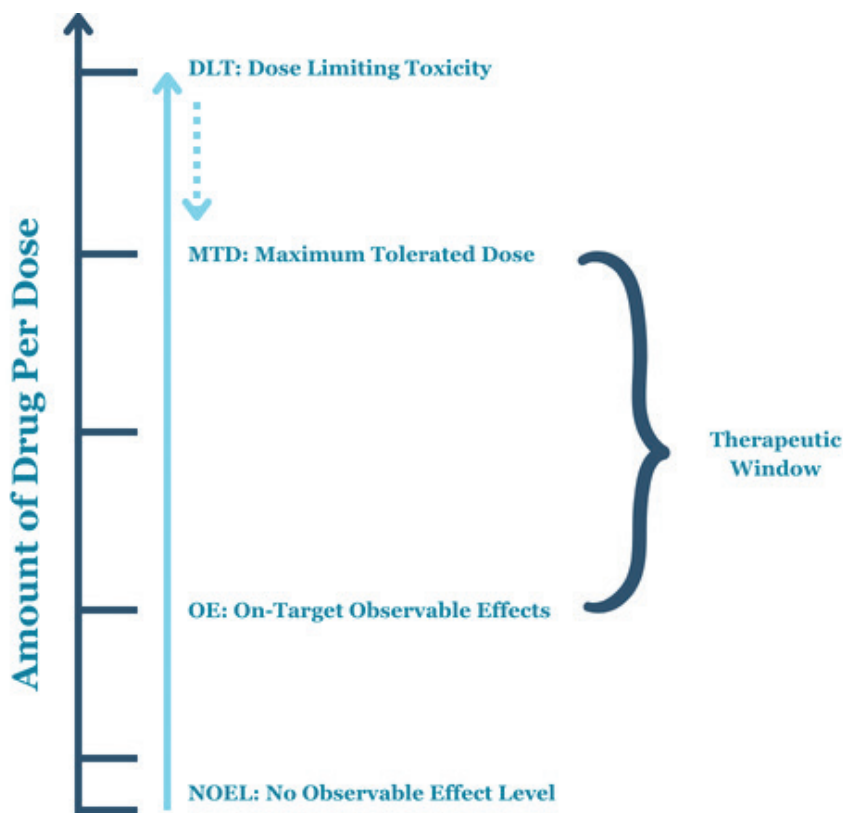 DLT: Dose Limiting Toxicity
MTD: Maximum Tolerated Dose
Amount of Drug Per Dose
Therapeutic
Window
OE: On-Target Observable Effects
NOEL: No Observable Effect Level